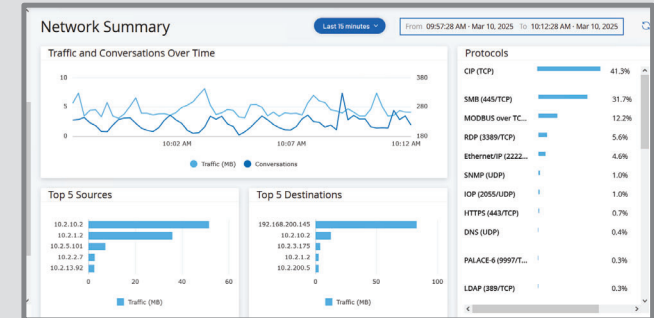 Network Summary
Last 15 minutes
From 09:57:28 AM - Mar 10, 2025 To 10:12:28 AM - Mar 10, 2025
Traffic and Conversations Over Time
10
5
0
380
280
180
10:02 AM
10:07 AM
10:12 AM
Traffic (MB)
Conversations
Top 5 Sources
10.2.10.2
10.2.1.2
10.2.5.101
10.2.2.7
10.2.13.92
0 20 40 60
Traffic (MB)
Top 5 Destinations
192.168.200.145
10.2.10.2
10.2.3.175
10.2.1.2
10.2.200.5
0 50 100
Traffic (MB)
Protocols
CIP (TCP) 41.3%
SMB (445/TCP) 31.7%
MODBUS over TC... 12.2%
RDP (3389/TCP) 5.6%
Ethernet/IP (2222... 4.6%
SNMP (UDP) 1.0%
IOP (2055/UDP) 1.0%
HTTPS (443/TCP) 0.7%
DNS (UDP) 0.4%
PALACE-6 (9997/T... 0.3%
LDAP (389/TCP) 0.3%